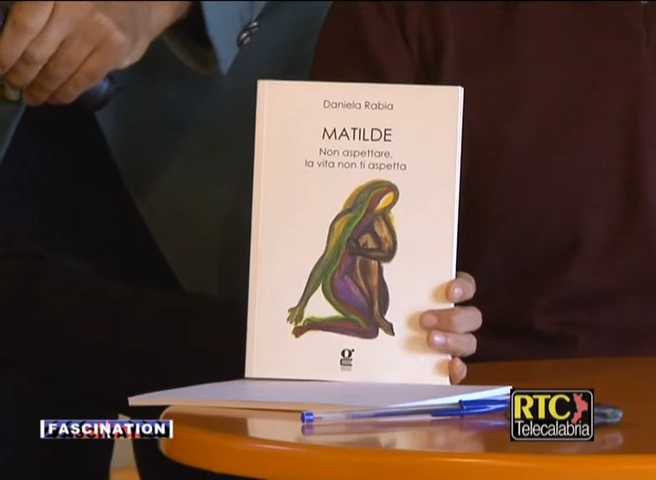 Daniela Rabia
MATILDE
Non aspettare,
la vita non ti aspetta
g
FASCINATION
RTC
Telecalabria